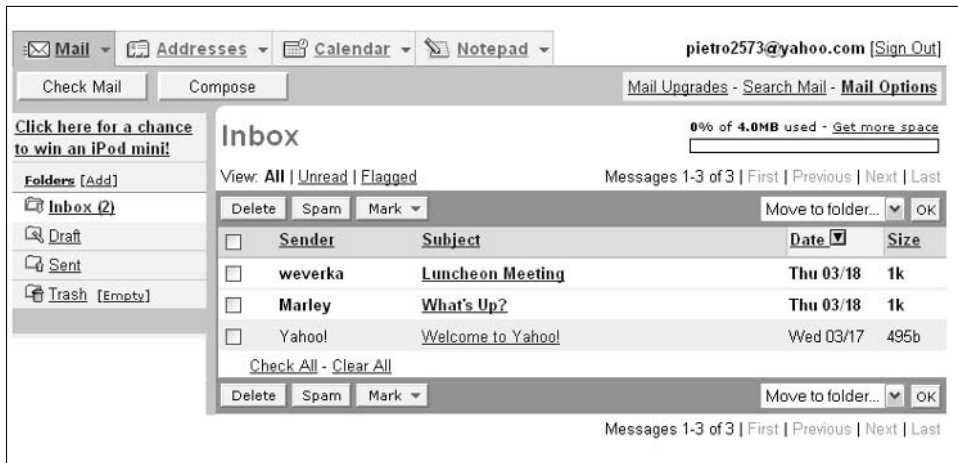 Mail Addresses Calendar Notepad pietro2573@yahoo.com [Sign Out]
Check Mail Compose Mail Upgrades - Search Mail - Mail Options
Click here for a chance
to win an iPod mini!
Folders [Add]
Inbox (2)
Draft
Sent
Trash [Empty]
Inbox
0% of 4.0MB used - Get more space
View: All | Unread | Flagged Messages 1-3 of 3 | First | Previous | Next | Last
Delete Spam Mark Move to folder... OK
Sender Subject Date Size
weverka Luncheon Meeting Thu 03/18 1k
Marley What's Up? Thu 03/18 1k
Yahoo! Welcome to Yahoo! Wed 03/17 495b
Check All - Clear All
Delete Spam Mark Move to folder... OK
Messages 1-3 of 3 | First | Previous | Next | Last